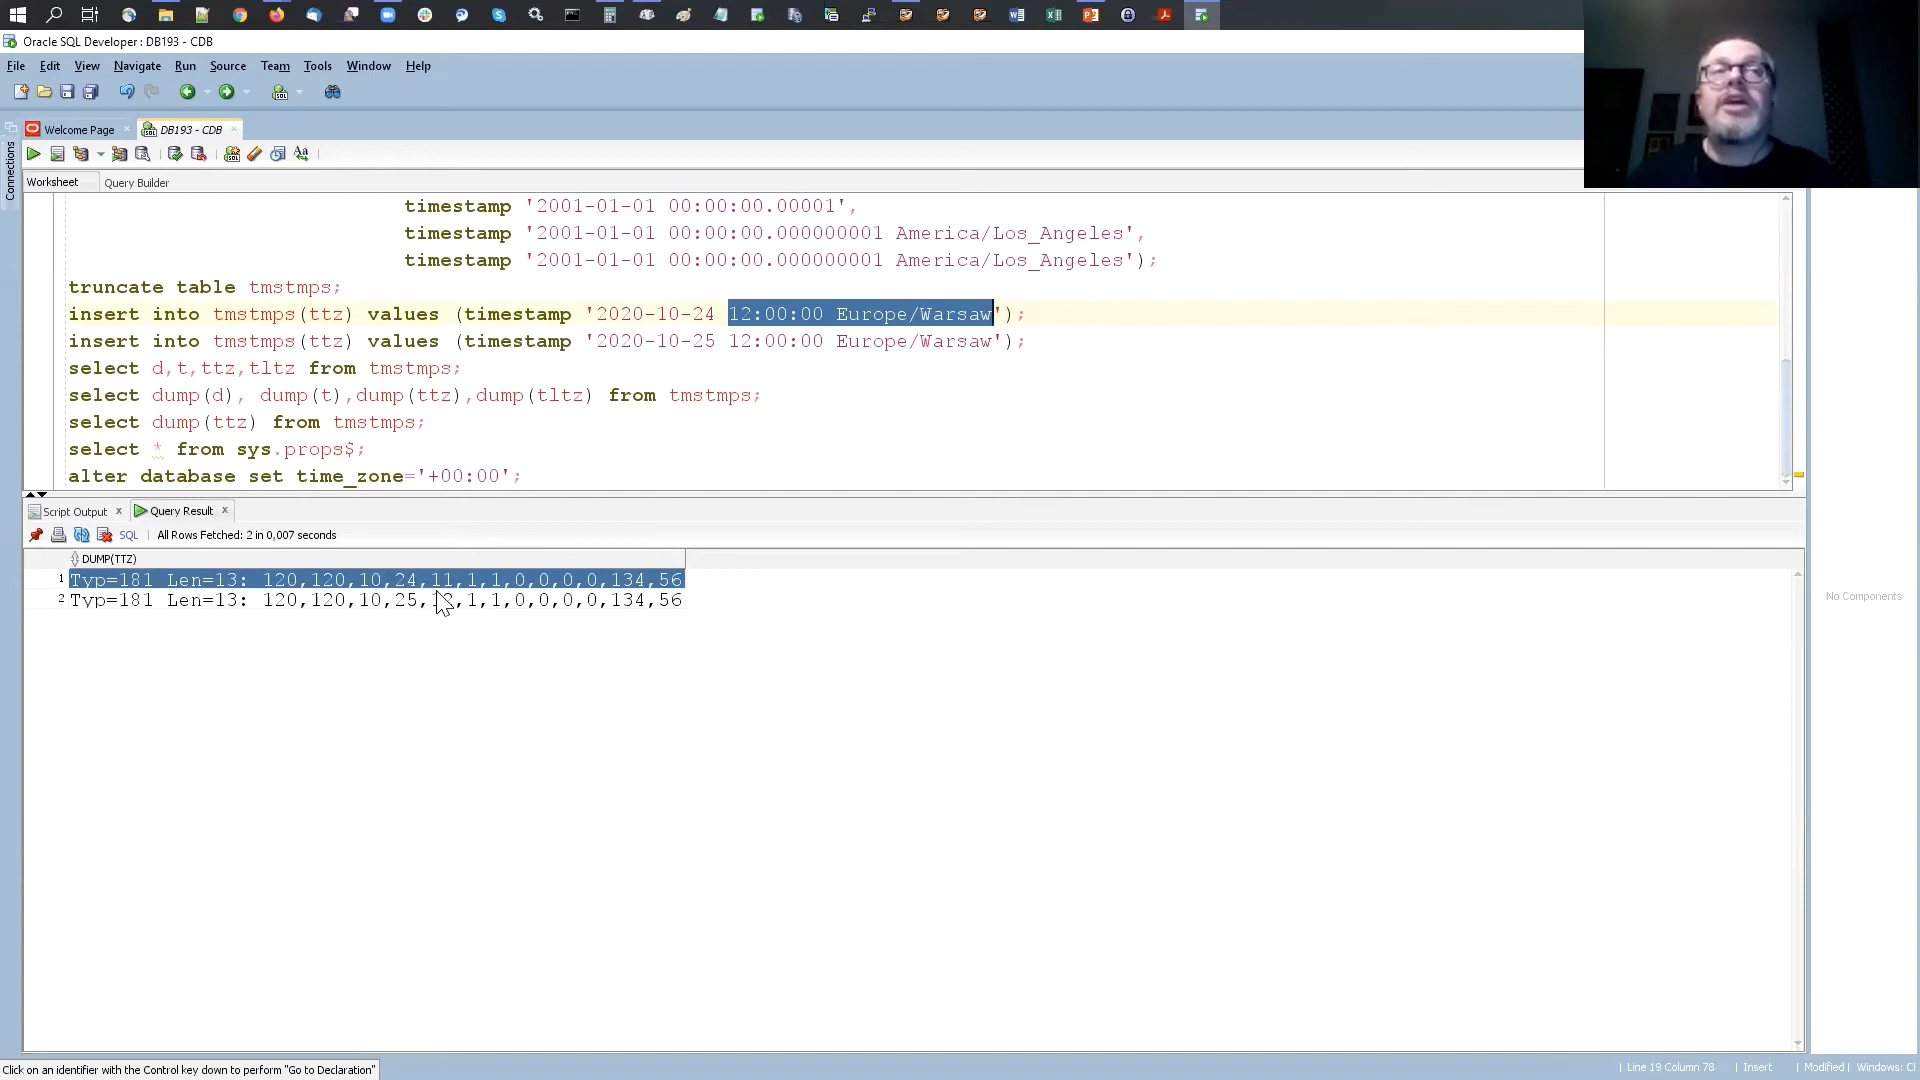 Oracle SQL Developer : DB193 - CDB
File Edit View Navigate Run Source Team Tools Window Help
Connections
Welcome Page
DB193 - CDB
Worksheet Query Builder
timestamp '2001-01-01 00:00:00.00001',
timestamp '2001-01-01 00:00:00.000000001 America/Los_Angeles',
timestamp '2001-01-01 00:00:00.000000001 America/Los_Angeles');
truncate table tmstmps;
insert into tmstmps(ttz) values (timestamp '2020-10-24 12:00:00 Europe/Warsaw');
insert into tmstmps(ttz) values (timestamp '2020-10-25 12:00:00 Europe/Warsaw');
select d,t,ttz,tltz from tmstmps;
select dump(d), dump(t),dump(ttz),dump(tltz) from tmstmps;
select dump(ttz) from tmstmps;
select * from sys.props$;
alter database set time_zone='+00:00';
Script Output x Query Result x
SQL | All Rows Fetched: 2 in 0,007 seconds
DUMP(TTZ)
1 Typ=181 Len=13: 120,120,10,24,11,1,1,0,0,0,0,134,56
2 Typ=181 Len=13: 120,120,10,25,12,1,1,0,0,0,0,134,56
No Components
Click on an identifier with the Control key down to perform "Go to Declaration"
Line 19 Column 78 | Insert | Modified | Windows: Cl